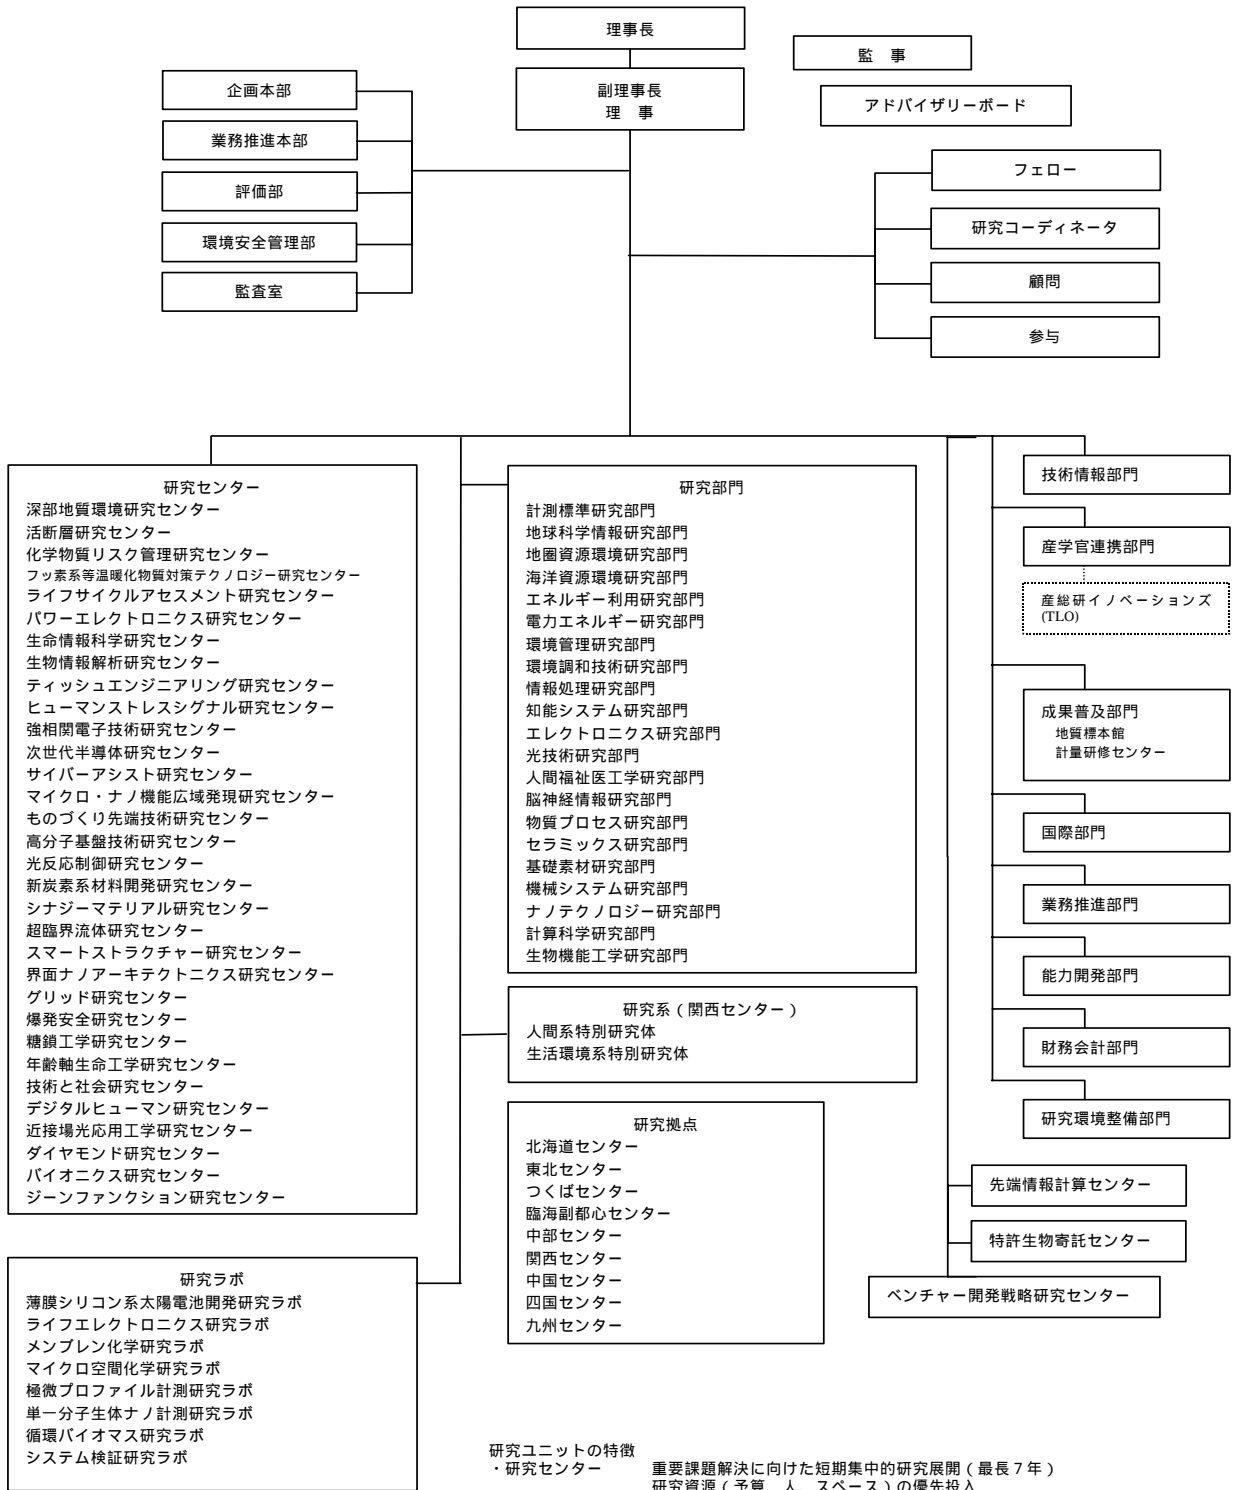 理事長
監　事
副理事長
理　事
アドバイザリーボード
企画本部
業務推進本部
評価部
環境安全管理部
監査室
フェロー
研究コーディネータ
顧問
参与
研究センター
深部地質環境研究センター
活断層研究センター
化学物質リスク管理研究センター
フッ素系等温暖化物質対策テクノロジー研究センター
ライフサイクルアセスメント研究センター
パワーエレクトロニクス研究センター
生命情報科学研究センター
生物情報解析研究センター
ティッシュエンジニアリング研究センター
ヒューマンストレスシグナル研究センター
強相関電子技術研究センター
次世代半導体研究センター
サイバーアシスト研究センター
マイクロ・ナノ機能広域発現研究センター
ものづくり先端技術研究センター
高分子基盤技術研究センター
光反応制御研究センター
新炭素系材料開発研究センター
シナジーマテリアル研究センター
超臨界流体研究センター
スマートストラクチャー研究センター
界面ナノアーキテクトニクス研究センター
グリッド研究センター
爆発安全研究センター
糖鎖工学研究センター
年齢軸生命工学研究センター
技術と社会研究センター
デジタルヒューマン研究センター
近接場光応用工学研究センター
ダイヤモンド研究センター
バイオニクス研究センター
ジーンファンクション研究センター
研究ラボ
薄膜シリコン系太陽電池開発研究ラボ
ライフエレクトロニクス研究ラボ
メンブレン化学研究ラボ
マイクロ空間化学研究ラボ
極微プロファイル計測研究ラボ
単一分子生体ナノ計測研究ラボ
循環バイオマス研究ラボ
システム検証研究ラボ
研究部門
計測標準研究部門
地球科学情報研究部門
地圏資源環境研究部門
海洋資源環境研究部門
エネルギー利用研究部門
電力エネルギー研究部門
環境管理研究部門
環境調和技術研究部門
情報処理研究部門
知能システム研究部門
エレクトロニクス研究部門
光技術研究部門
人間福祉医工学研究部門
脳神経情報研究部門
物質プロセス研究部門
セラミックス研究部門
基礎素材研究部門
機械システム研究部門
ナノテクノロジー研究部門
計算科学研究部門
生物機能工学研究部門
研究系（関西センター）
人間系特別研究体
生活環境系特別研究体
研究拠点
北海道センター
東北センター
つくばセンター
臨海副都心センター
中部センター
関西センター
中国センター
四国センター
九州センター
技術情報部門
産学官連携部門
産総研イノベーションズ
(TLO)
成果普及部門
地質標本館
計量研修センター
国際部門
業務推進部門
能力開発部門
財務会計部門
研究環境整備部門
先端情報計算センター
特許生物寄託センター
ベンチャー開発戦略研究センター
研究ユニットの特徴
・研究センター　重要課題解決に向けた短期集中的研究展開（最長７年）
研究資源（予算、人、スペース）の優先投入